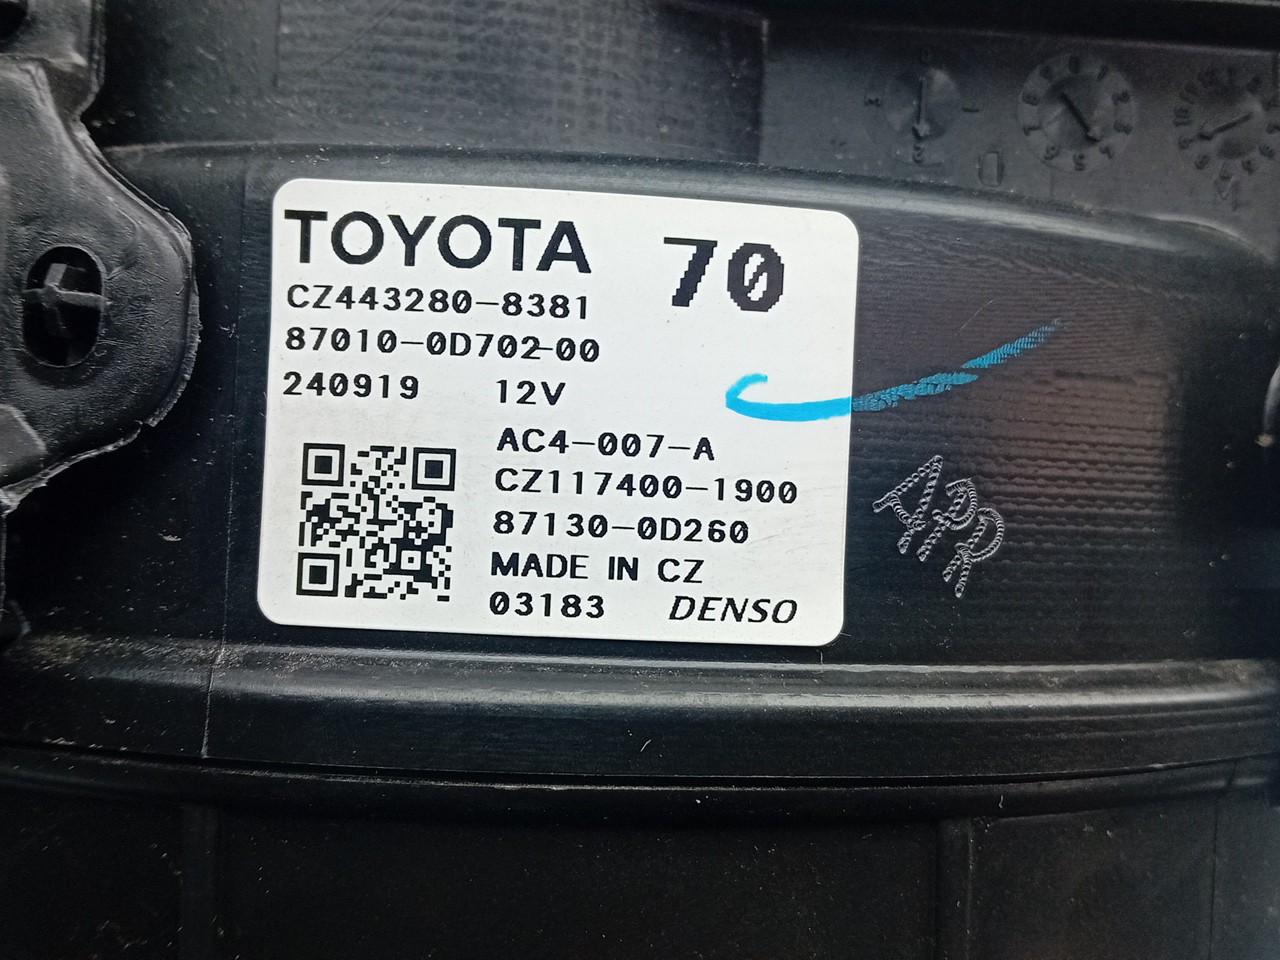 TOYOTA 70
CZ443280-8381
87010-0D702-00
240919 12V
AC4-007-A
CZ117400-1900
87130-0D260
MADE IN CZ
03183 DENSO